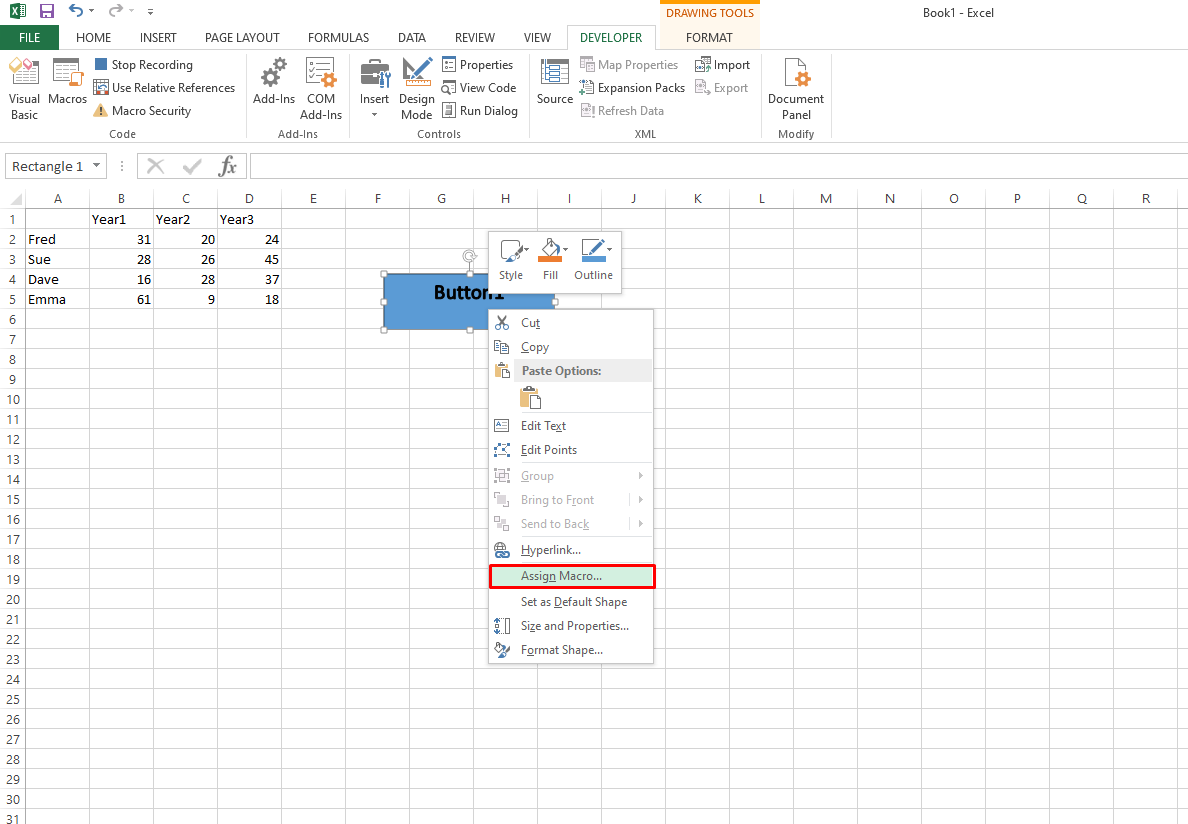 Book1 - Excel
DRAWING TOOLS
FILE HOME INSERT PAGE LAYOUT FORMULAS DATA REVIEW VIEW DEVELOPER FORMAT
Visual Basic
Macros
Stop Recording
Use Relative References
Macro Security
Code
Add-Ins
COM Add-Ins
Add-Ins
Insert
Design Mode
Properties
View Code
Run Dialog
Controls
Source
Map Properties
Expansion Packs
Refresh Data
Import
Export
XML
Document Panel
Modify
Rectangle 1
fx
A B C D E F G H I J K L M N O P Q R
1 Year1 Year2 Year3
2 Fred 31 20 24
3 Sue 28 26 45
4 Dave 16 28 37
5 Emma 61 9 18
6
7
8
9
10
11
12
13
14
15
16
17
18
19
20
21
22
23
24
25
26
27
28
29
30
31
Button1
Style Fill Outline
Cut
Copy
Paste Options:
Edit Text
Edit Points
Group
Bring to Front
Send to Back
Hyperlink...
Assign Macro...
Set as Default Shape
Size and Properties...
Format Shape...